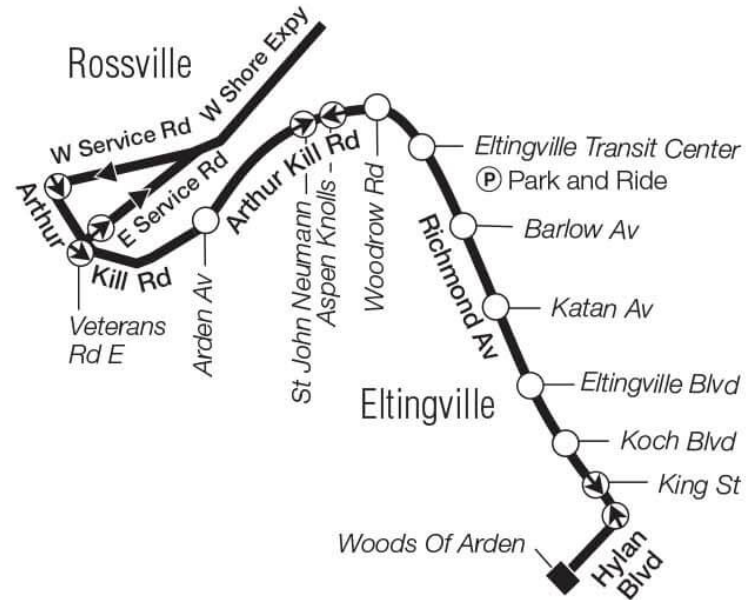 Rossville
W Shore Expy
W Service Rd
E Service Rd
Arthur
Kill Rd
Veterans
Rd E
Arden Av
Arthur Kill Rd
St John Neumann
Aspen Knolls
Woodrow Rd
Eltingville Transit Center
P Park and Ride
Barlow Av
Richmond Av
Katan Av
Eltingville
Eltingville Blvd
Koch Blvd
King St
Woods Of Arden
Hylan
Blvd